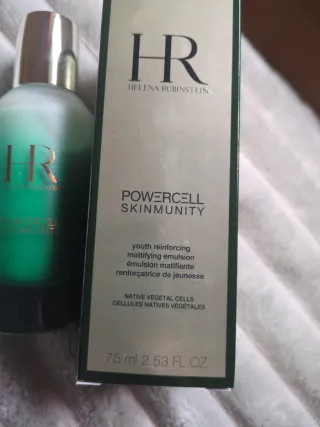 HR
HELENA RUBINSTEIN
POWERCELL
SKINMUNITY
youth reinforcing
mattifying emulsion
émulsion matifiante
renforçatrice de jeunesse
NATIVE VEGETAL CELLS
CELLULES NATIVES VÉGÉTALES
75 ml 2.53 FL.OZ.
HR